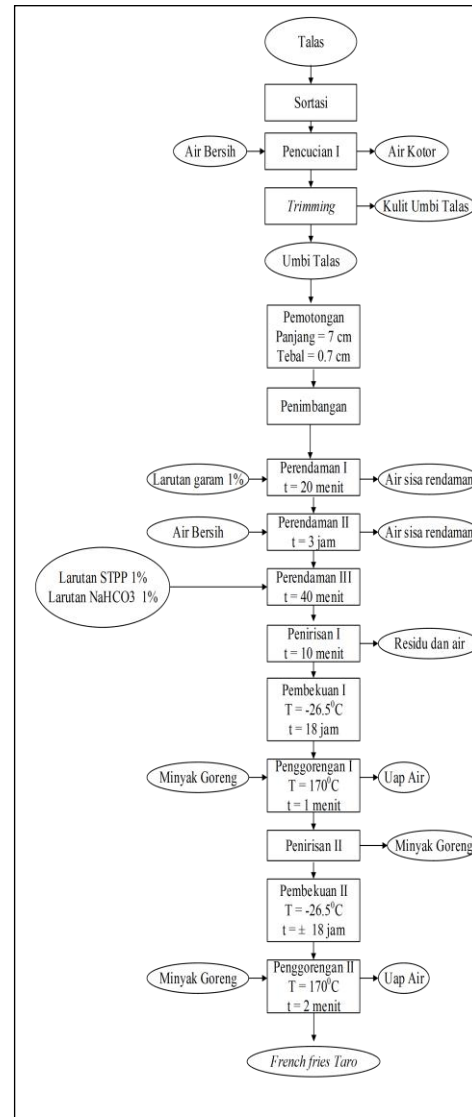 Talas
Sortasi
Air Bersih
Pencucian I
Air Kotor
Trimming
Kulit Umbi Talas
Umbi Talas
Pemotongan
Panjang = 7 cm
Tebal = 0.7 cm
Penimbangan
Larutan garam 1%
Perendaman I
t = 20 menit
Air sisa rendaman
Air Bersih
Perendaman II
t = 3 jam
Air sisa rendaman
Larutan STPP 1%
Larutan NaHCO3 1%
Perendaman III
t = 40 menit
Penirisan I
t = 10 menit
Residu dan air
Pembekuan I
T = -26.5⁰C
t = 18 jam
Minyak Goreng
Penggorengan I
T = 170⁰C
t = 1 menit
Uap Air
Penirisan II
Minyak Goreng
Pembekuan II
T = -26.5⁰C
t = ± 18 jam
Minyak Goreng
Penggorengan II
T = 170⁰C
t = 2 menit
Uap Air
French fries Taro